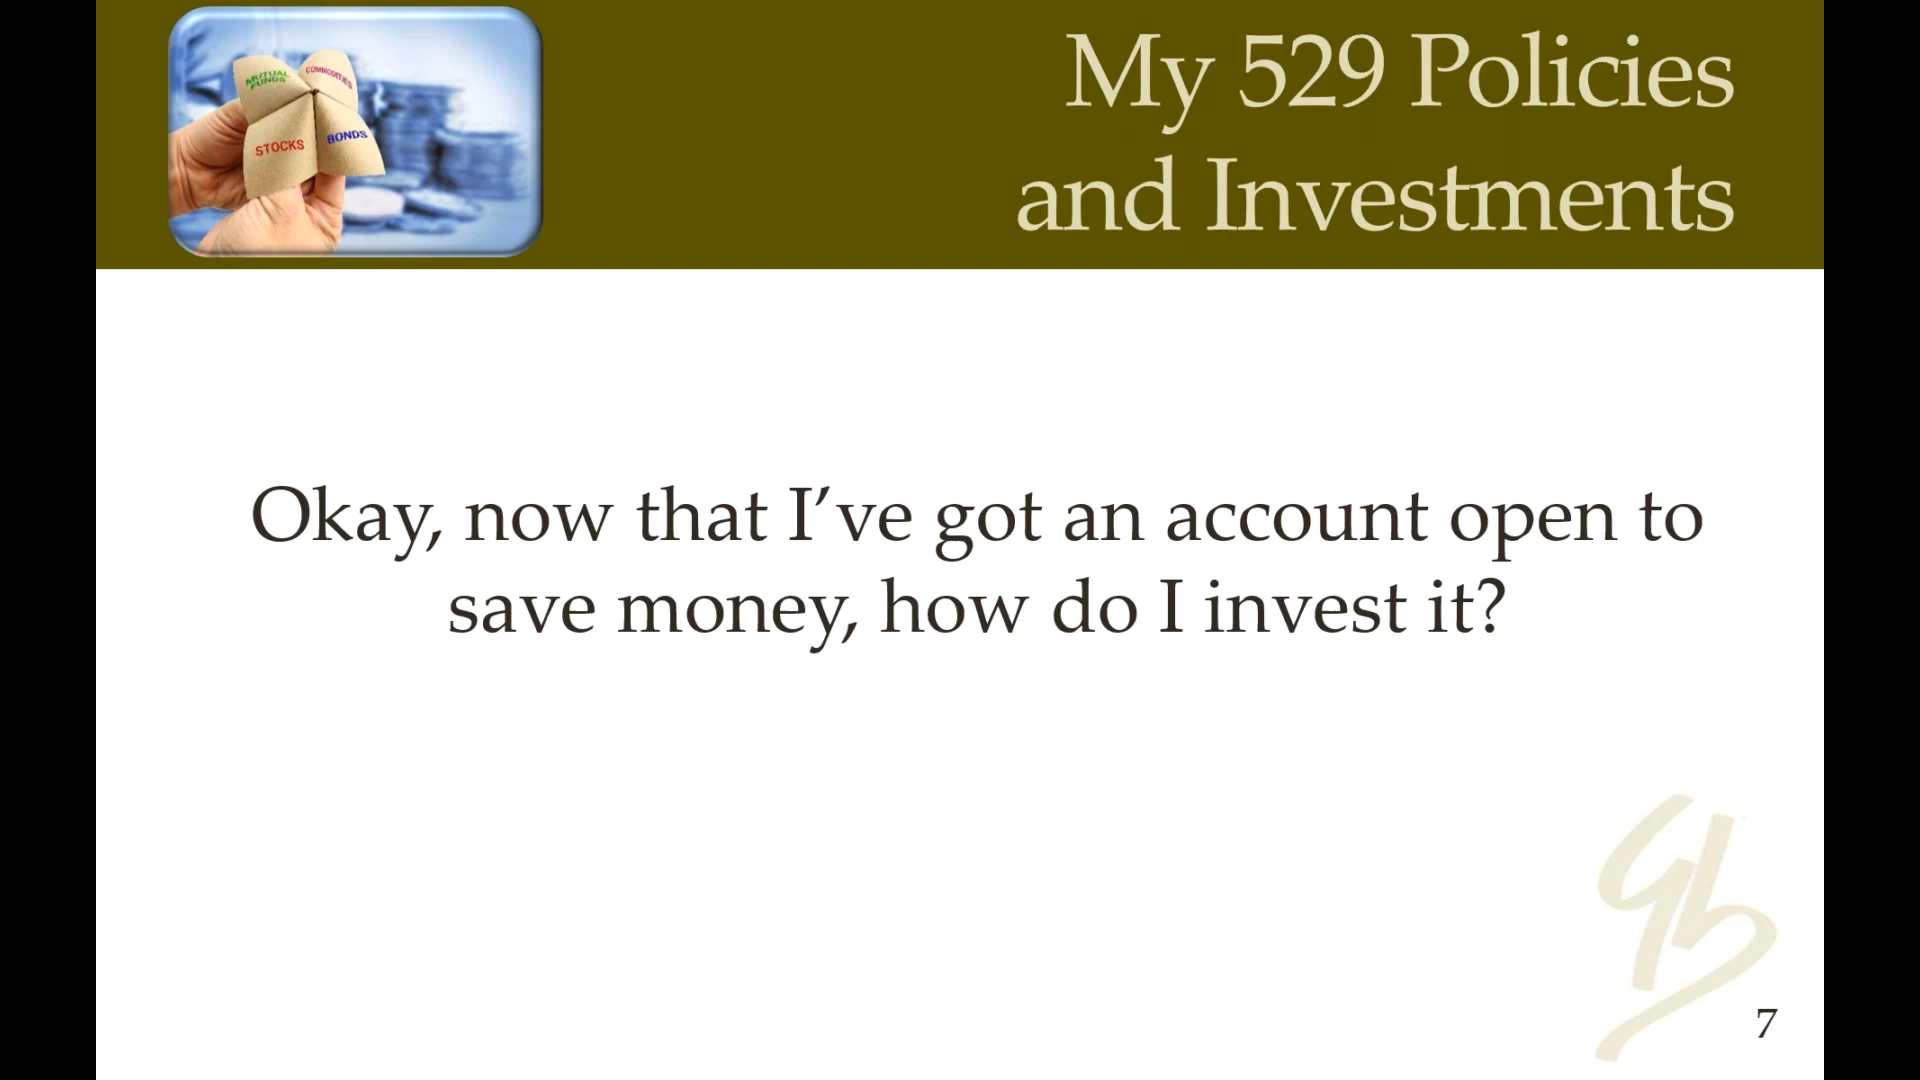 MUTUAL
FUNDS
COMMODITIES
STOCKS
BONDS
My 529 Policies
and Investments
Okay, now that I’ve got an account open to
save money, how do I invest it?
7